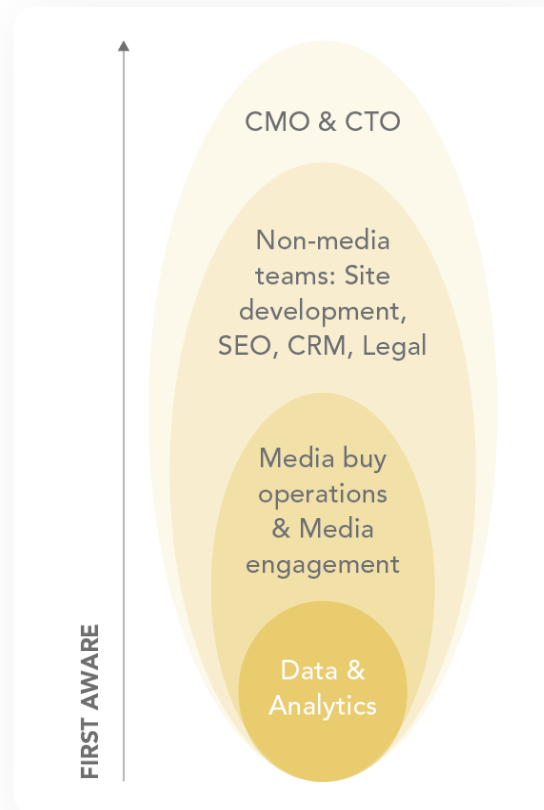 CMO & CTO
Non-media
teams: Site
development,
SEO, CRM, Legal
Media buy
operations
& Media
engagement
Data &
Analytics
FIRST AWARE